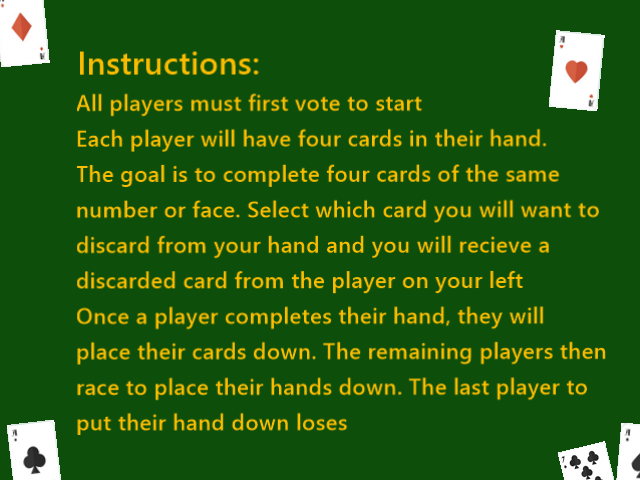 Instructions:
All players must first vote to start
Each player will have four cards in their hand.
The goal is to complete four cards of the same
number or face. Select which card you will want to
discard from your hand and you will recieve a
discarded card from the player on your left
Once a player completes their hand, they will
place their cards down. The remaining players then
race to place their hands down. The last player to
put their hand down loses